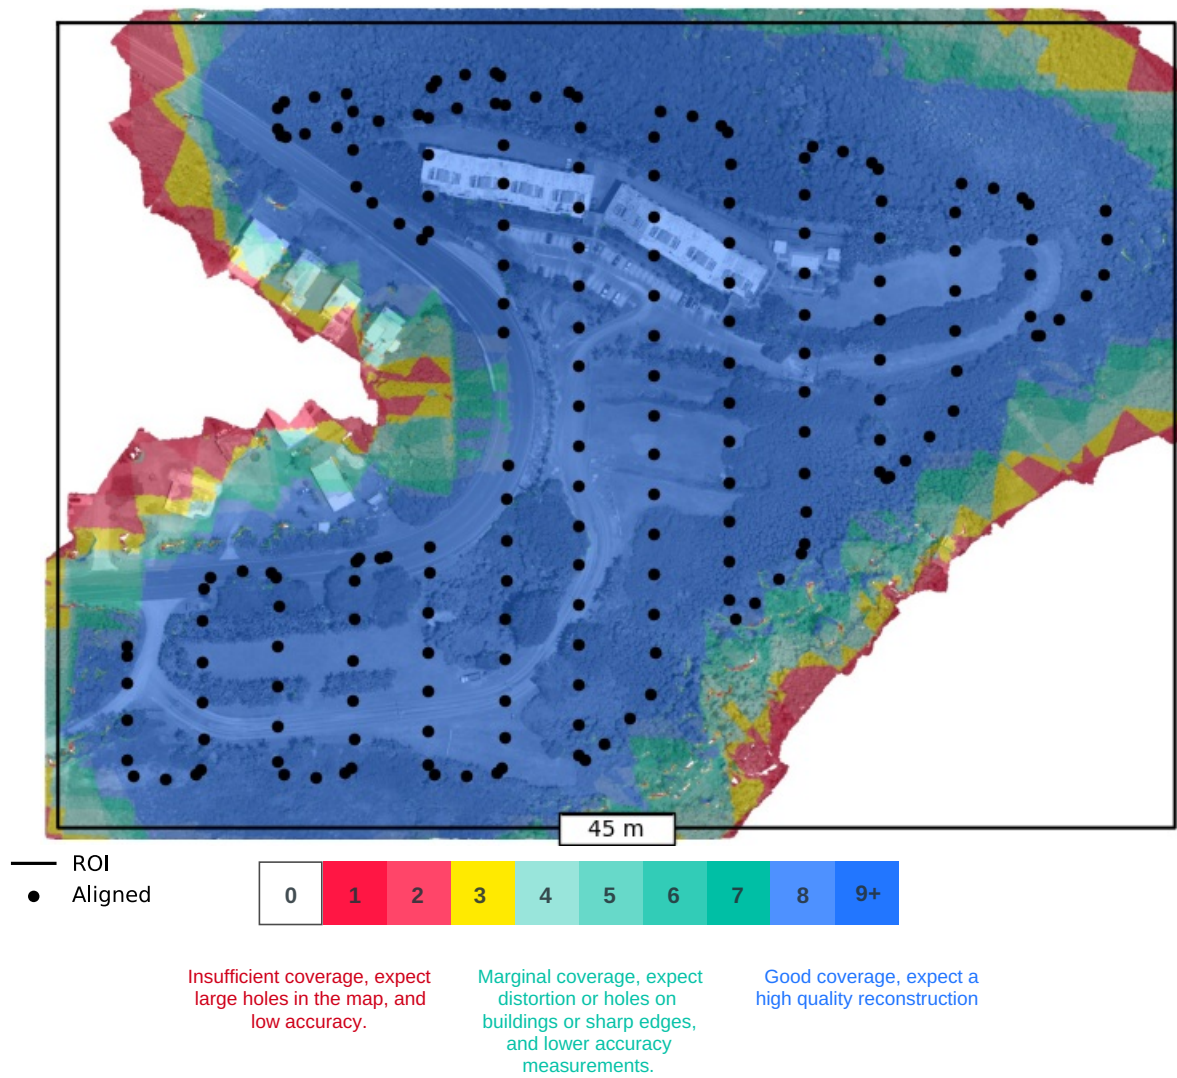 45 m
ROI
Aligned
0 1 2 3 4 5 6 7 8 9+
Insufficient coverage, expect
large holes in the map, and
low accuracy.
Marginal coverage, expect
distortion or holes on
buildings or sharp edges,
and lower accuracy
measurements.
Good coverage, expect a
high quality reconstruction